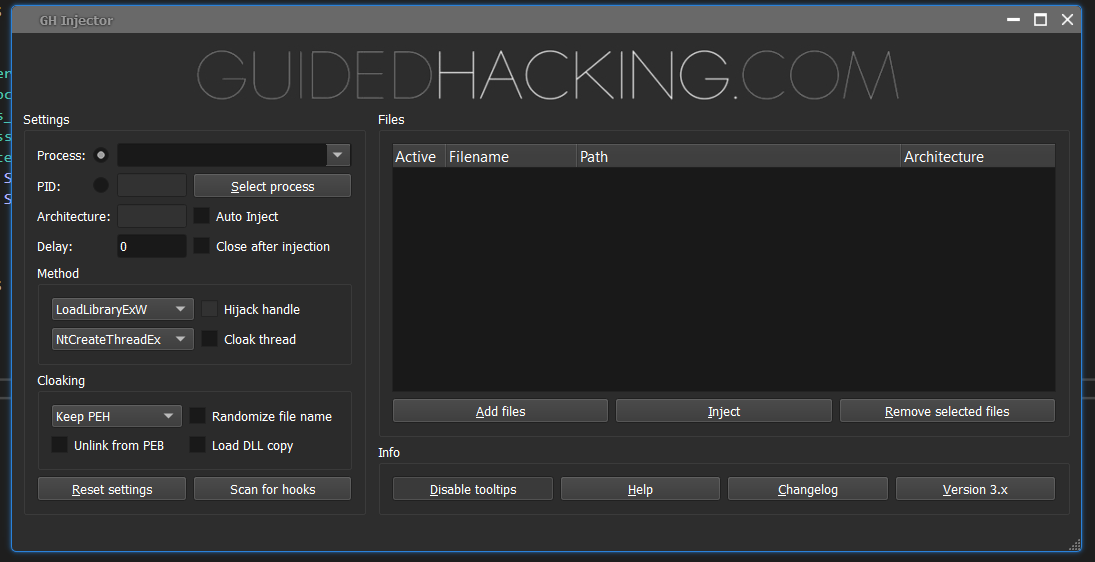 GH Injector
GUIDEDHACKING.COM
Settings
Process:
PID:
Select process
Architecture:
Auto Inject
Delay:
0
Close after injection
Method
LoadLibraryExW
Hijack handle
NtCreateThreadEx
Cloak thread
Cloaking
Keep PEH
Randomize file name
Unlink from PEB
Load DLL copy
Reset settings
Scan for hooks
Files
Active Filename Path Architecture
Add files
Inject
Remove selected files
Info
Disable tooltips
Help
Changelog
Version 3.x